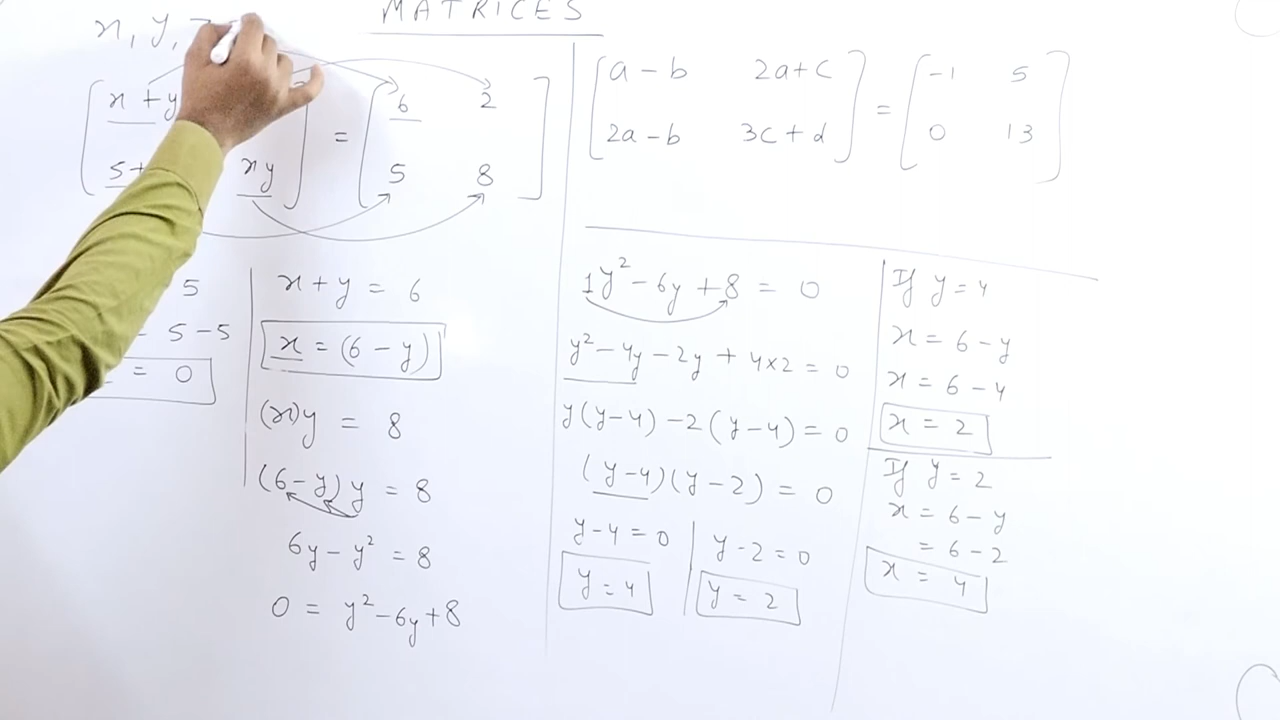 MATRICES
x, y,
[ x + y ] = [ 6 2 ]
[ 5+ xy ] [ 5 8 ]
[ a - b 2a + c ] = [ -1 5 ]
[ 2a - b 3c + d ] [ 0 13 ]
5
- 5 - 5
= 0
x + y = 6
x = (6 - y)
(x)y = 8
(6 - y) y = 8
6y - y² = 8
0 = y² - 6y + 8
1y² - 6y + 8 = 0
y² - 4y - 2y + 4×2 = 0
y(y-4) - 2(y-4) = 0
(y-4)(y-2) = 0
y-4 = 0
y = 4
y-2 = 0
y = 2
If y = 4
x = 6 - y
x = 6 - 4
x = 2
If y = 2
x = 6 - y
= 6 - 2
x = 4